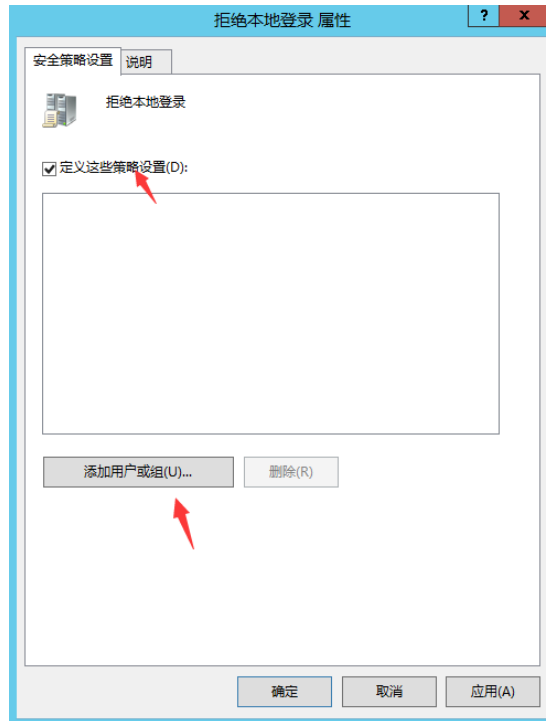 拒绝本地登录 属性
? x
安全策略设置 说明
拒绝本地登录
定义这些策略设置(D):
添加用户或组(U)... 删除(R)
确定 取消 应用(A)